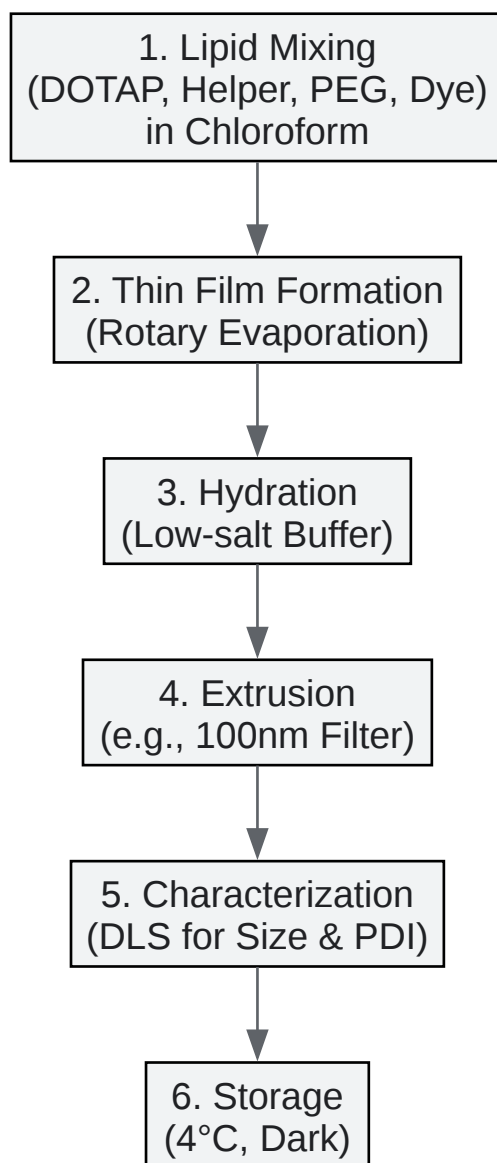 1. Lipid Mixing
(DOTAP, Helper, PEG, Dye)
in Chloroform
2. Thin Film Formation
(Rotary Evaporation)
3. Hydration
(Low-salt Buffer)
4. Extrusion
(e.g., 100nm Filter)
5. Characterization
(DLS for Size & PDI)
6. Storage
(4°C, Dark)